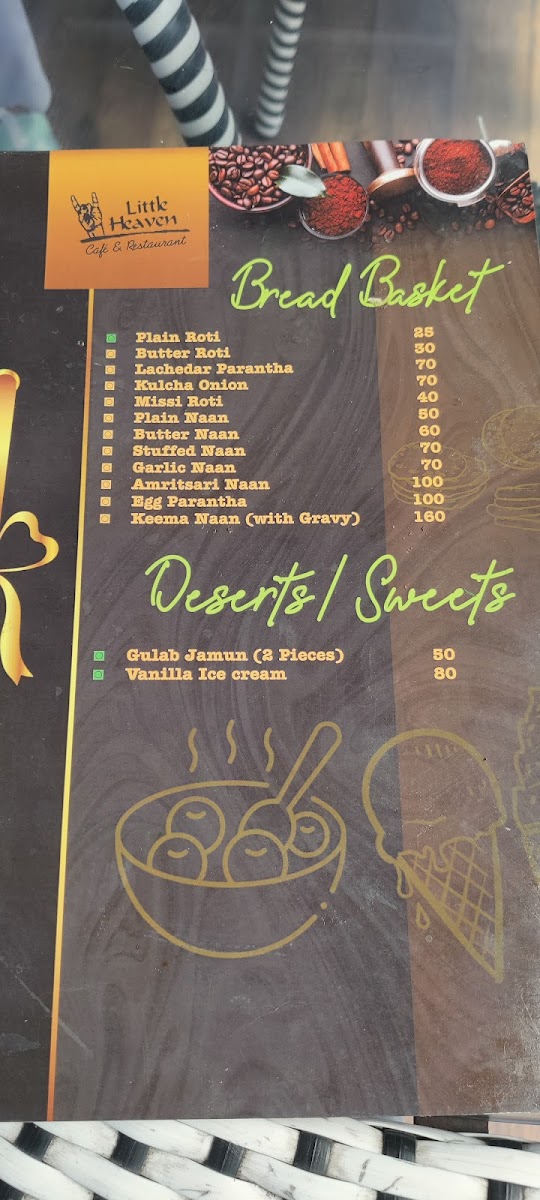 Little
Heaven
Café & Restaurant
Bread Basket
Plain Roti 25
Butter Roti 30
Lachedar Parantha 70
Kulcha Onion 70
Missi Roti 40
Plain Naan 50
Butter Naan 60
Stuffed Naan 70
Garlic Naan 70
Amritsari Naan 100
Egg Parantha 100
Keema Naan (with Gravy) 160
Deserts/ Sweets
Gulab Jamun (2 Pieces) 50
Vanilla Ice cream 80